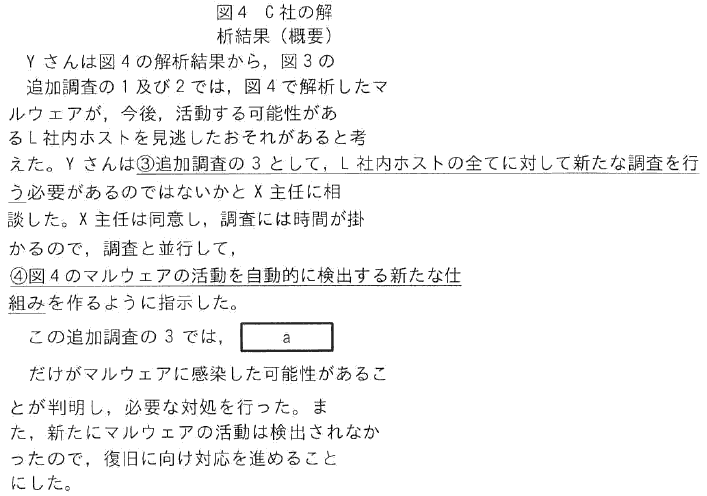 図4 C社の解
析結果（概要）
Yさんは図4の解析結果から，図3の
追加調査の1及び2では，図4で解析したマ
ルウェアが，今後，活動する可能性があ
るL社内ホストを見逃したおそれがあると考
えた。Yさんは③追加調査の3として，L社内ホストの全てに対して新たな調査を行
う必要があるのではないかとX主任に相
談した。X主任は同意し，調査には時間が掛
かるので，調査と並行して，
④図4のマルウェアの活動を自動的に検出する新たな仕
組みを作るように指示した。
この追加調査の3では， a
だけがマルウェアに感染した可能性があるこ
とが判明し，必要な対処を行った。ま
た，新たにマルウェアの活動は検出されなか
ったので，復旧に向け対応を進めること
にした。